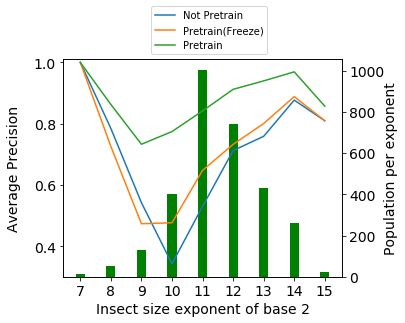 Not Pretrain
Pretrain(Freeze)
Pretrain
1.0
0.8
0.6
0.4
Average Precision
1000
800
600
400
200
0
Population per exponent
7 8 9 10 11 12 13 14 15
Insect size exponent of base 2